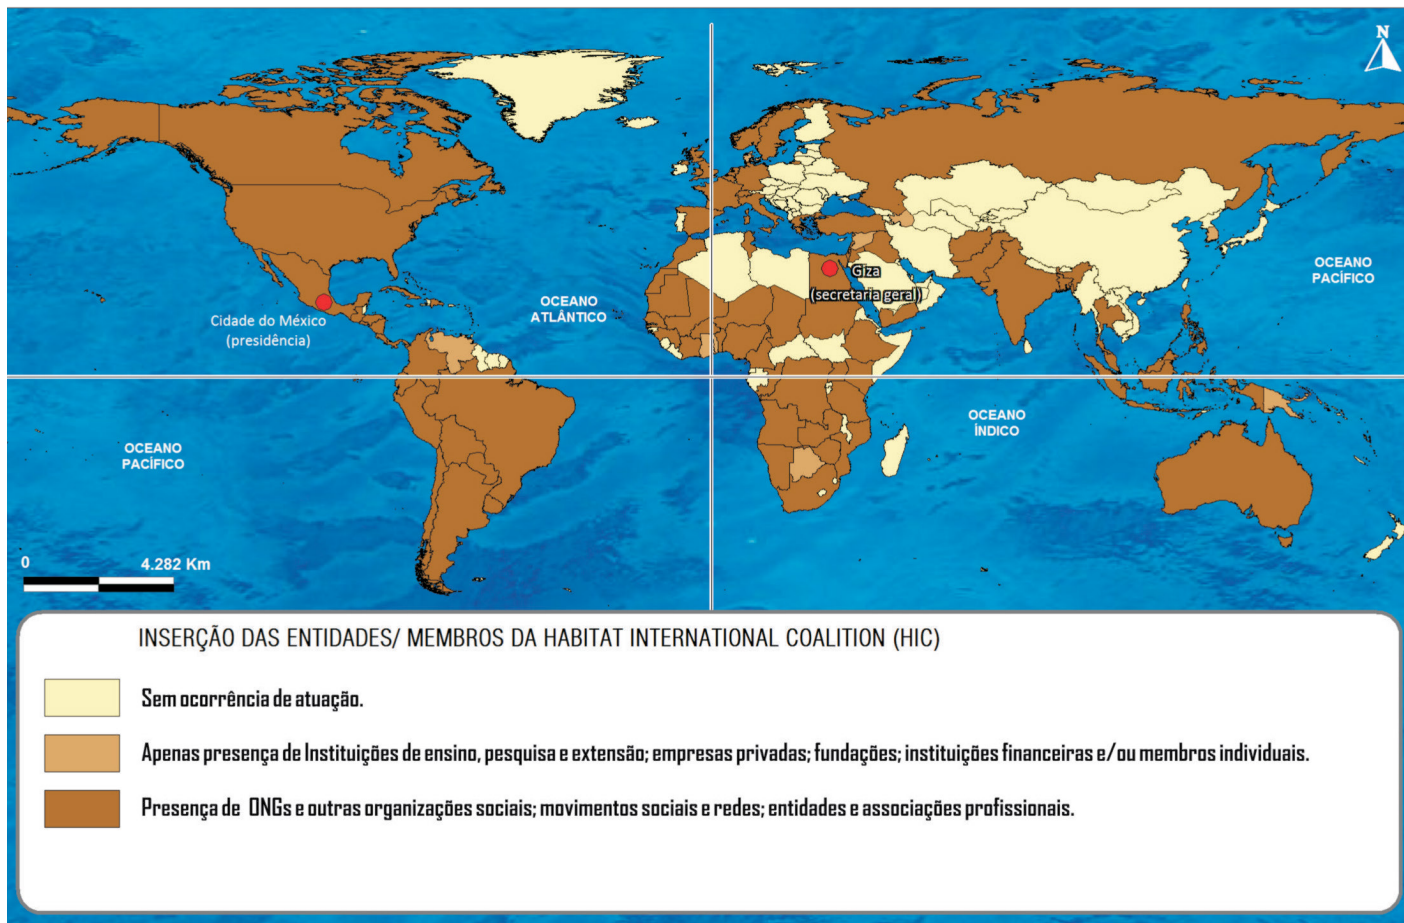 N
OCEANO
PACÍFICO
Giza
(secretaria geral)
OCEANO
ATLÂNTICO
Cidade do México
(presidência)
OCEANO
ÍNDICO
OCEANO
PACÍFICO
0 4.282 Km
INSERÇÃO DAS ENTIDADES/ MEMBROS DA HABITAT INTERNATIONAL COALITION (HIC)
Sem ocorrência de atuação.
Apenas presença de Instituições de ensino, pesquisa e extensão; empresas privadas; fundações; instituições financeiras e/ou membros individuais.
Presença de ONGs e outras organizações sociais; movimentos sociais e redes; entidades e associações profissionais.